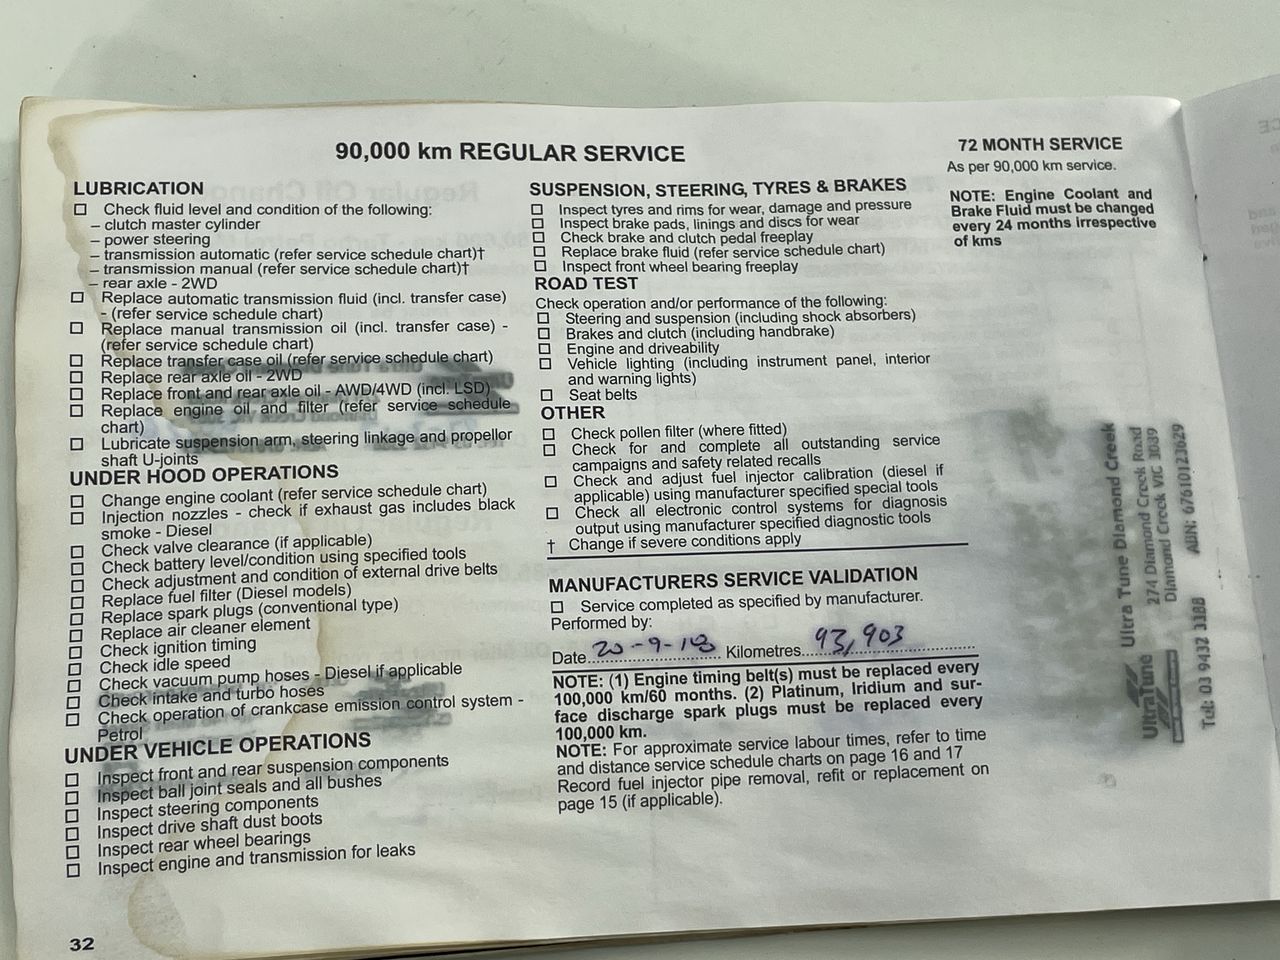 90,000 km REGULAR SERVICE
LUBRICATION
Check fluid level and condition of the following:
– clutch master cylinder
– power steering
– transmission automatic (refer service schedule chart)†
– transmission manual (refer service schedule chart)†
– rear axle - 2WD
Replace automatic transmission fluid (incl. transfer case)
- (refer service schedule chart)
Replace manual transmission oil (incl. transfer case) -
(refer service schedule chart)
Replace transfer case oil (refer service schedule chart)
Replace rear axle oil - 2WD
Replace front and rear axle oil - AWD/4WD (incl. LSD)
Replace engine oil and filter (refer service schedule
chart)
Lubricate suspension arm, steering linkage and propellor
shaft U-joints
UNDER HOOD OPERATIONS
Change engine coolant (refer service schedule chart)
Injection nozzles - check if exhaust gas includes black
smoke - Diesel
Check valve clearance (if applicable)
Check battery level/condition using specified tools
Check adjustment and condition of external drive belts
Replace fuel filter (Diesel models)
Replace spark plugs (conventional type)
Replace air cleaner element
Check ignition timing
Check idle speed
Check vacuum pump hoses - Diesel if applicable
Check intake and turbo hoses
Check operation of crankcase emission control system -
Petrol
UNDER VEHICLE OPERATIONS
Inspect front and rear suspension components
Inspect ball joint seals and all bushes
Inspect steering components
Inspect drive shaft dust boots
Inspect rear wheel bearings
Inspect engine and transmission for leaks
32
SUSPENSION, STEERING, TYRES & BRAKES
Inspect tyres and rims for wear, damage and pressure
Inspect brake pads, linings and discs for wear
Check brake and clutch pedal freeplay
Replace brake fluid (refer service schedule chart)
Inspect front wheel bearing freeplay
ROAD TEST
Check operation and/or performance of the following:
Steering and suspension (including shock absorbers)
Brakes and clutch (including handbrake)
Engine and driveability
Vehicle lighting (including instrument panel, interior
and warning lights)
Seat belts
OTHER
Check pollen filter (where fitted)
Check for and complete all outstanding service
campaigns and safety related recalls
Check and adjust fuel injector calibration (diesel if
applicable) using manufacturer specified special tools
Check all electronic control systems for diagnosis
output using manufacturer specified diagnostic tools
† Change if severe conditions apply
MANUFACTURERS SERVICE VALIDATION
Service completed as specified by manufacturer.
Performed by:
Date 20-9-18 Kilometres 93,903
NOTE: (1) Engine timing belt(s) must be replaced every
100,000 km/60 months. (2) Platinum, Iridium and sur-
face discharge spark plugs must be replaced every
100,000 km.
NOTE: For approximate service labour times, refer to time
and distance service schedule charts on page 16 and 17
Record fuel injector pipe removal, refit or replacement on
page 15 (if applicable).
72 MONTH SERVICE
As per 90,000 km service.
NOTE: Engine Coolant and
Brake Fluid must be changed
every 24 months irrespective
of kms
Ultra Tune Diamond Creek
UltraTune
274 Diamond Creek Road
Diamond Creek VIC 3089
ABN: 67610123629
Tel: 03 9432 3188